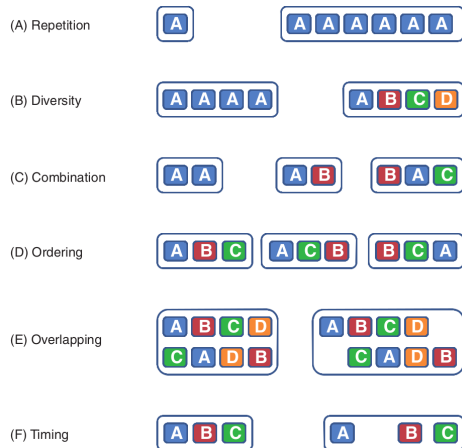 (A) Repetition A A A A A A A
(B) Diversity A A A A A B C D
(C) Combination A A A B B A C
(D) Ordering A B C A C B B C A
(E) Overlapping
A B C D A B C D
C A D B C A D B
(F) Timing A B C A B C